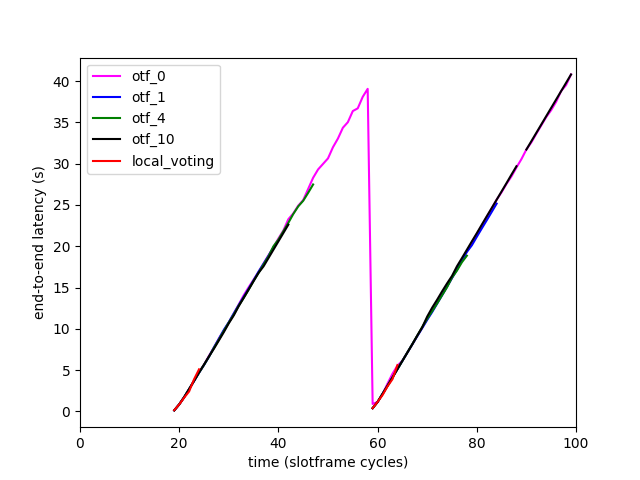 otf_0
otf_1
otf_4
otf_10
local_voting
end-to-end latency (s)
40
35
30
25
20
15
10
5
0
0 20 40 60 80 100
time (slotframe cycles)